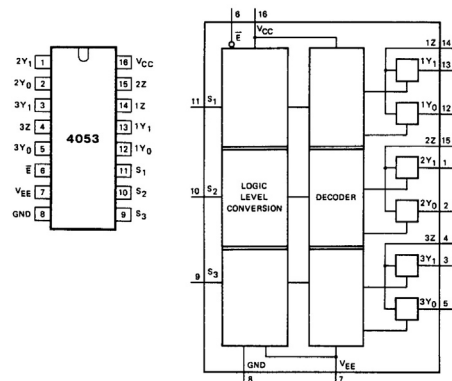 2Y1 1
2Y0 2
3Y1 3
3Z 4
3Y0 5
E̅ 6
VEE 7
GND 8
4053
16 VCC
15 2Z
14 1Z
13 1Y1
12 1Y0
11 S1
10 S2
9 S3
6 16
E̅ VCC
11 S1
10 S2
9 S3
LOGIC
LEVEL
CONVERSION
DECODER
1Z 14
1Y1 13
1Y0 12
2Z 15
2Y1 1
2Y0 2
3Z 4
3Y1 3
3Y0 5
GND VEE
8 7